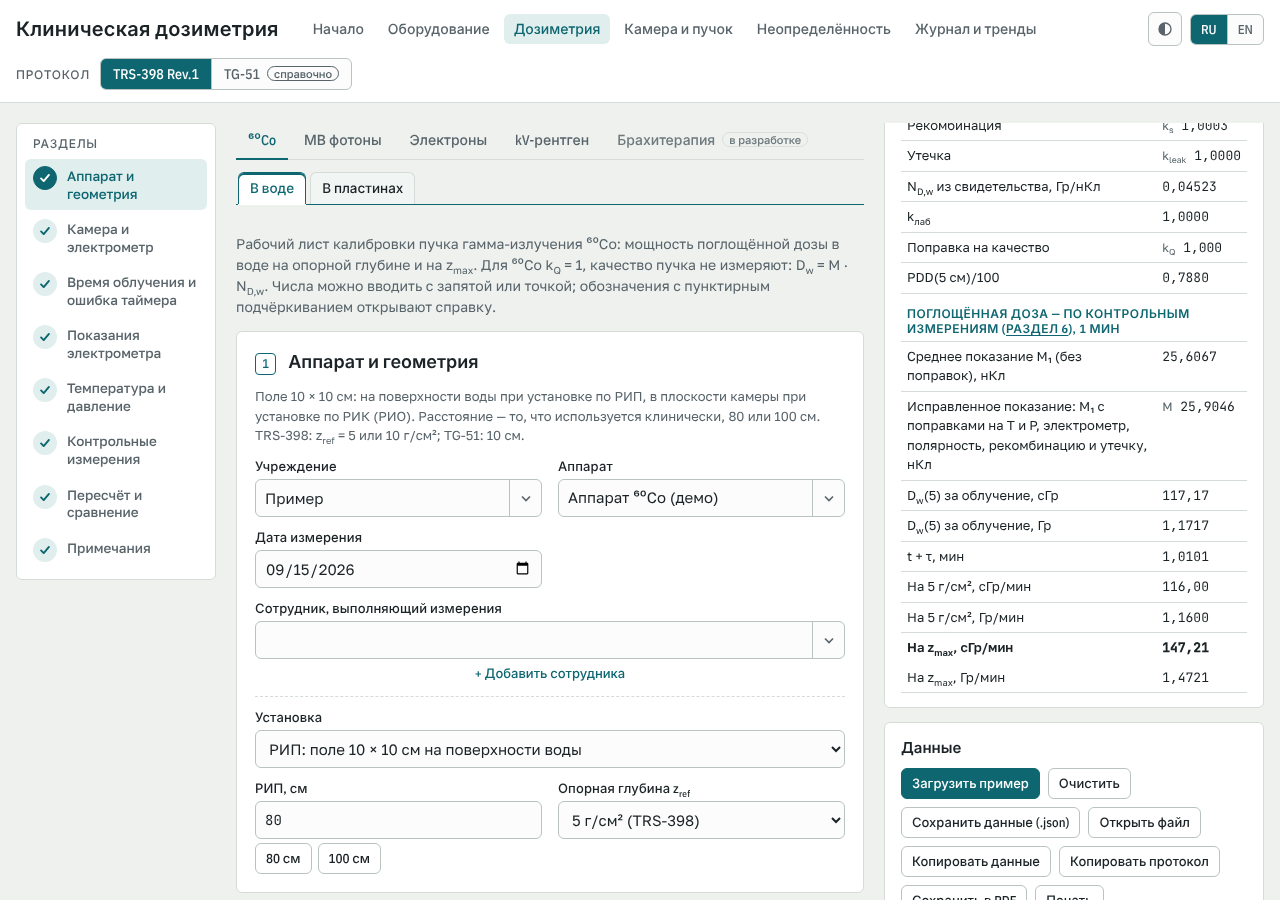 Клиническая дозиметрия
Начало
Оборудование
Дозиметрия
Камера и пучок
Неопределённость
Журнал и тренды
RU
EN
ПРОТОКОЛ
TRS-398 Rev.1
TG-51 справочно
РАЗДЕЛЫ
Аппарат и
геометрия
Камера и
электрометр
Время облучения и
ошибка таймера
Показания
электрометра
Температура и
давление
Контрольные
измерения
Пересчёт и
сравнение
Примечания
⁶⁰Co
МВ фотоны
Электроны
kV-рентген
Брахитерапия в разработке
В воде
В пластинах
Рабочий лист калибровки пучка гамма-излучения ⁶⁰Co: мощность поглощённой дозы в
воде на опорной глубине и на zmax. Для ⁶⁰Co kQ = 1, качество пучка не измеряют: Dw = M ·
ND,w. Числа можно вводить с запятой или точкой; обозначения с пунктирным
подчёркиванием открывают справку.
1 Аппарат и геометрия
Поле 10 × 10 см: на поверхности воды при установке по РИП, в плоскости камеры при
установке по РИК (РИО). Расстояние — то, что используется клинически, 80 или 100 см.
TRS-398: zref = 5 или 10 г/см²; TG-51: 10 см.
Учреждение
Пример
Аппарат
Аппарат ⁶⁰Co (демо)
Дата измерения
09/15/2026
Сотрудник, выполняющий измерения
+ Добавить сотрудника
Установка
РИП: поле 10 × 10 см на поверхности воды
РИП, см
80
80 см
100 см
Опорная глубина zref
5 г/см² (TRS-398)
Рекомбинация ks 1,0003
Утечка kleak 1,0000
ND,w из свидетельства, Гр/нКл 0,04523
kлаб 1,0000
Поправка на качество kQ 1,000
PDD(5 см)/100 0,7880
ПОГЛОЩЁННАЯ ДОЗА — ПО КОНТРОЛЬНЫМ
ИЗМЕРЕНИЯМ (РАЗДЕЛ 6), 1 МИН
Среднее показание M₁ (без 25,6067
поправок), нКл
Исправленное показание: M₁ с M 25,9046
поправками на T и P, электрометр,
полярность, рекомбинацию и утечку,
нКл
Dw(5) за облучение, сГр 117,17
Dw(5) за облучение, Гр 1,1717
t + τ, мин 1,0101
На 5 г/см², сГр/мин 116,00
На 5 г/см², Гр/мин 1,1600
На zmax, сГр/мин 147,21
На zmax, Гр/мин 1,4721
Данные
Загрузить пример
Очистить
Сохранить данные (.json)
Открыть файл
Копировать данные
Копировать протокол
Сохранить в PDF
Печать